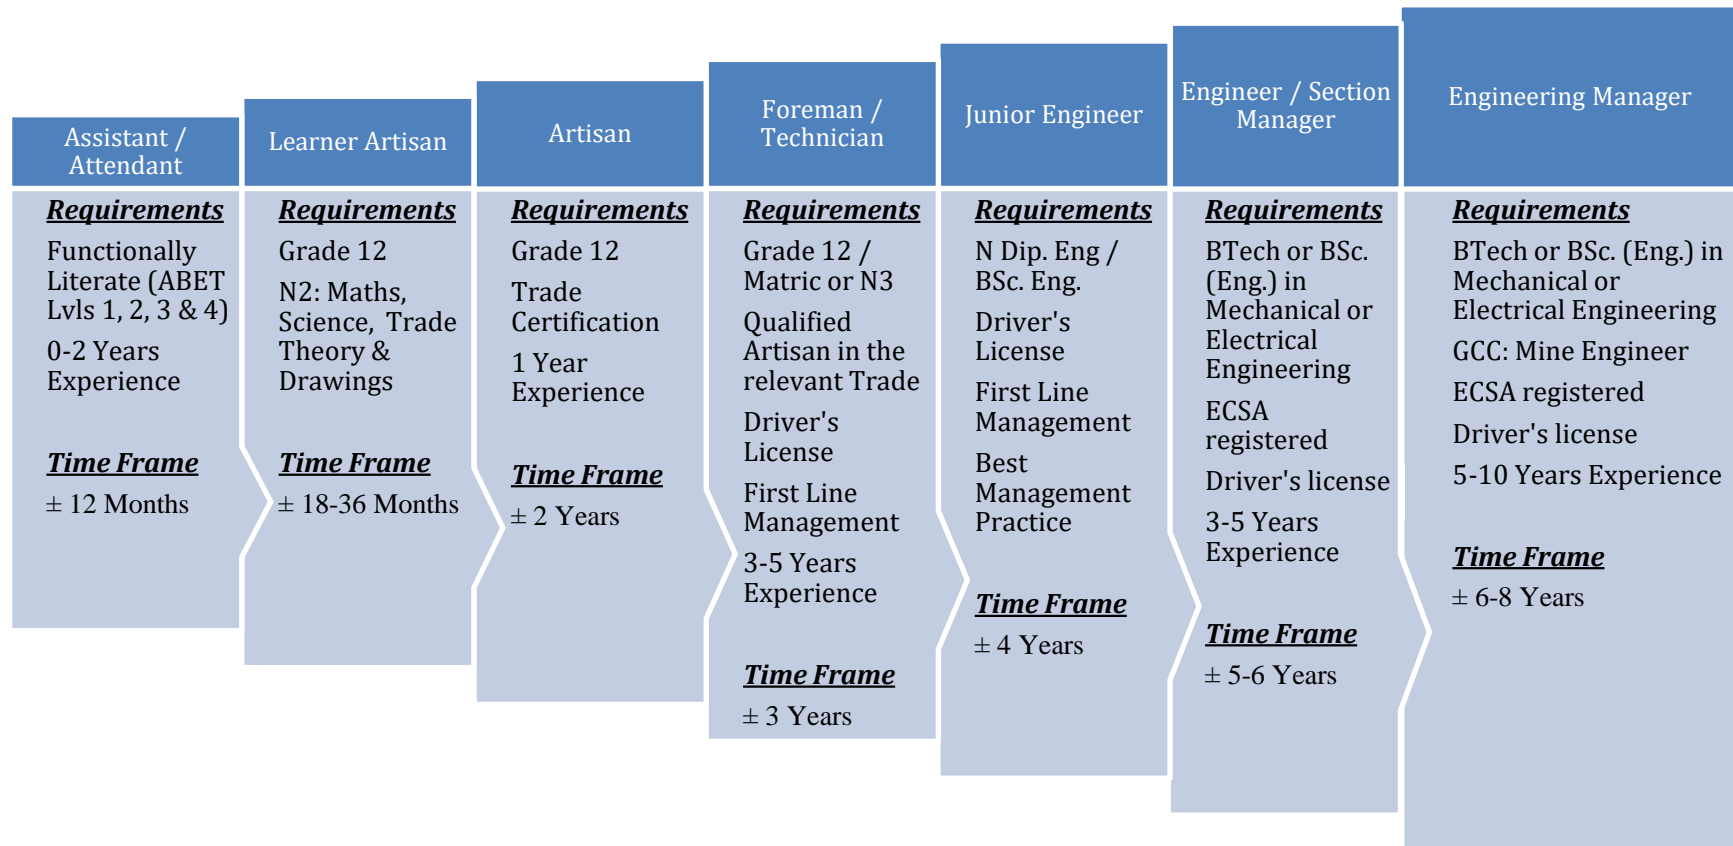 Assistant /
Attendant
Requirements
Functionally
Literate (ABET
Lvls 1, 2, 3 & 4)
0-2 Years
Experience
Time Frame
± 12 Months
Learner Artisan
Requirements
Grade 12
N2: Maths,
Science, Trade
Theory &
Drawings
Time Frame
± 18-36 Months
Artisan
Requirements
Grade 12
Trade
Certification
1 Year
Experience
Time Frame
± 2 Years
Foreman /
Technician
Requirements
Grade 12 /
Matric or N3
Qualified
Artisan in the
relevant Trade
Driver's
License
First Line
Management
3-5 Years
Experience
Time Frame
± 3 Years
Junior Engineer
Requirements
N Dip. Eng /
BSc. Eng.
Driver's
License
First Line
Management
Best
Management
Practice
Time Frame
± 4 Years
Engineer / Section
Manager
Requirements
BTech or BSc.
(Eng.) in
Mechanical or
Electrical
Engineering
ECSA
registered
Driver's license
3-5 Years
Experience
Time Frame
± 5-6 Years
Engineering Manager
Requirements
BTech or BSc. (Eng.) in
Mechanical or
Electrical Engineering
GCC: Mine Engineer
ECSA registered
Driver's license
5-10 Years Experience
Time Frame
± 6-8 Years